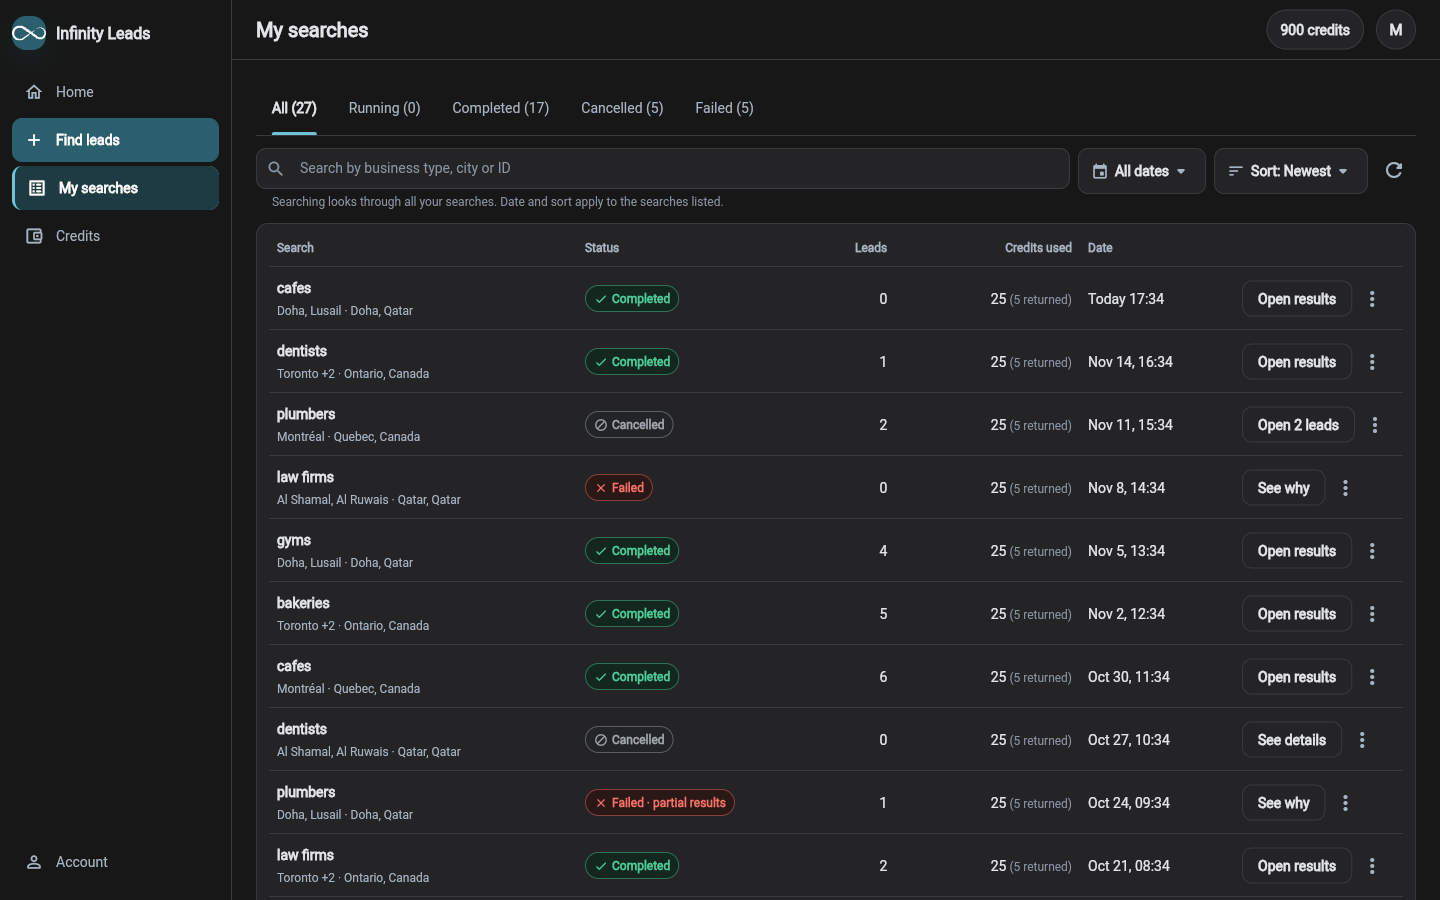 Infinity Leads
My searches
900 credits
M
Home
Find leads
My searches
Credits
Account
All (27)
Running (0)
Completed (17)
Cancelled (5)
Failed (5)
Search by business type, city or ID
All dates
Sort: Newest
Searching looks through all your searches. Date and sort apply to the searches listed.
Search Status Leads Credits used Date
cafes
Doha, Lusail · Doha, Qatar
Completed 0 25 (5 returned) Today 17:34 Open results
dentists
Toronto +2 · Ontario, Canada
Completed 1 25 (5 returned) Nov 14, 16:34 Open results
plumbers
Montréal · Quebec, Canada
Cancelled 2 25 (5 returned) Nov 11, 15:34 Open 2 leads
law firms
Al Shamal, Al Ruwais · Qatar, Qatar
Failed 0 25 (5 returned) Nov 8, 14:34 See why
gyms
Doha, Lusail · Doha, Qatar
Completed 4 25 (5 returned) Nov 5, 13:34 Open results
bakeries
Toronto +2 · Ontario, Canada
Completed 5 25 (5 returned) Nov 2, 12:34 Open results
cafes
Montréal · Quebec, Canada
Completed 6 25 (5 returned) Oct 30, 11:34 Open results
dentists
Al Shamal, Al Ruwais · Qatar, Qatar
Cancelled 0 25 (5 returned) Oct 27, 10:34 See details
plumbers
Doha, Lusail · Doha, Qatar
Failed · partial results 1 25 (5 returned) Oct 24, 09:34 See why
law firms
Toronto +2 · Ontario, Canada
Completed 2 25 (5 returned) Oct 21, 08:34 Open results